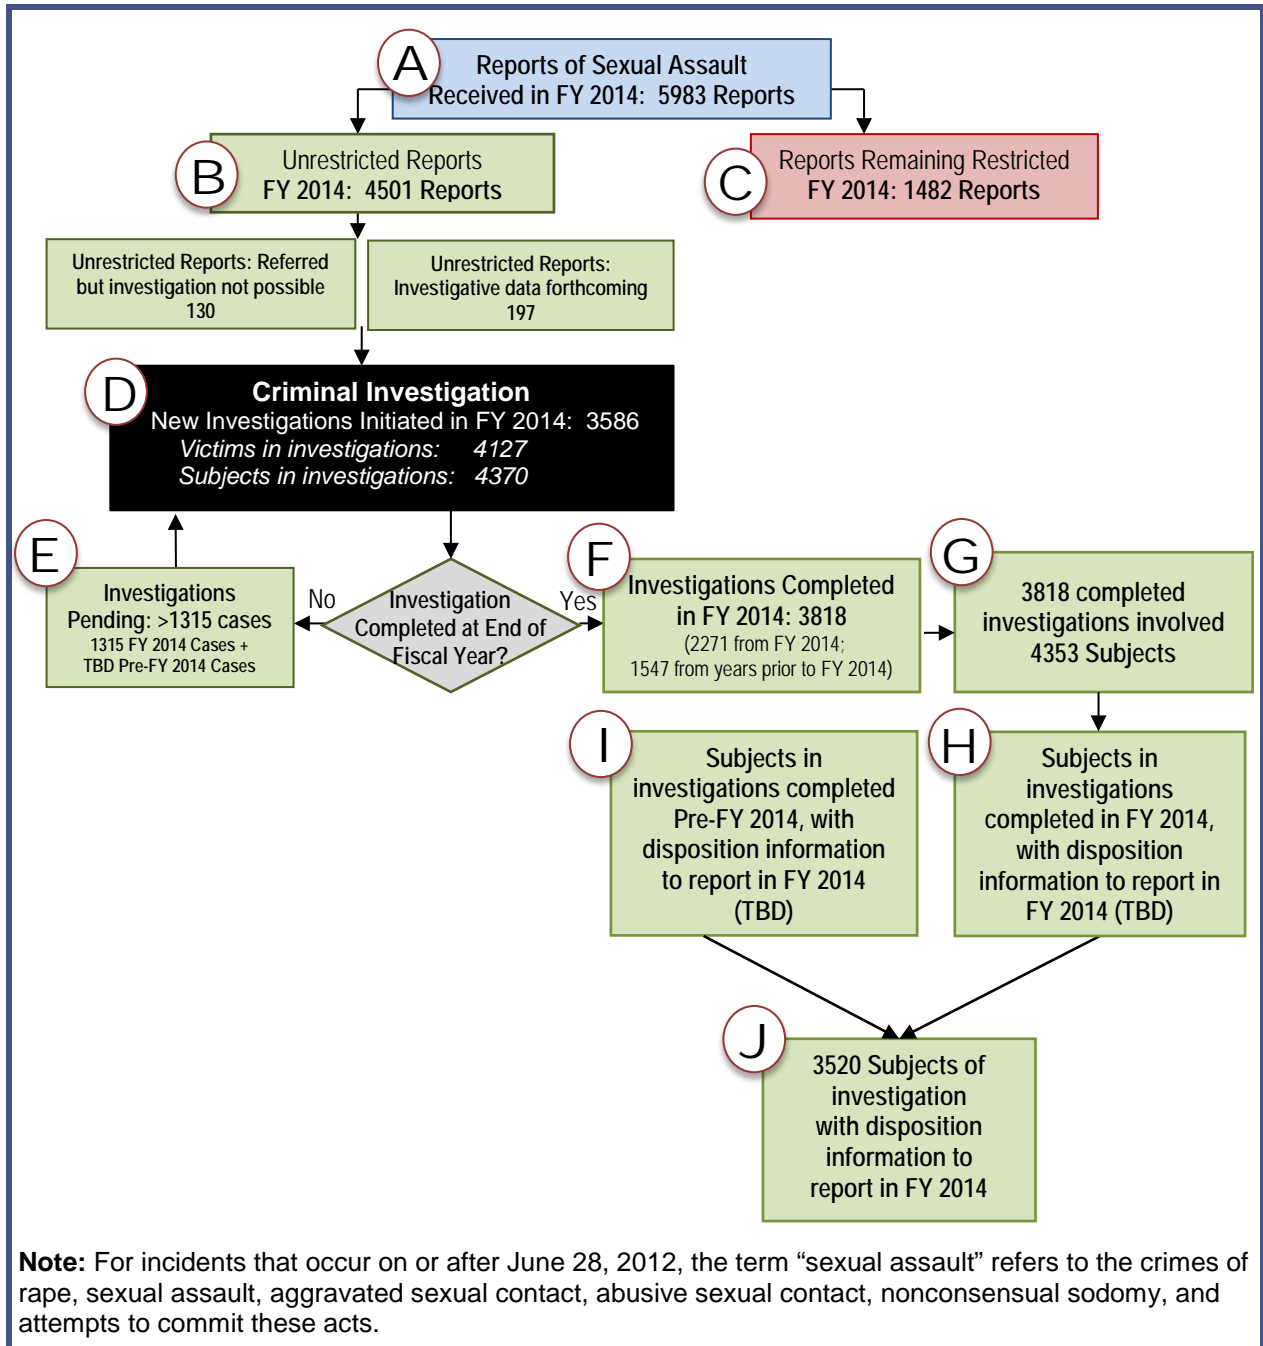 A
Reports of Sexual Assault
Received in FY 2014: 5983 Reports
B
Unrestricted Reports
FY 2014: 4501 Reports
C
Reports Remaining Restricted
FY 2014: 1482 Reports
Unrestricted Reports: Referred
but investigation not possible
130
Unrestricted Reports:
Investigative data forthcoming
197
D
Criminal Investigation
New Investigations Initiated in FY 2014: 3586
Victims in investigations: 4127
Subjects in investigations: 4370
E
Investigations
Pending: >1315 cases
1315 FY 2014 Cases +
TBD Pre-FY 2014 Cases
No
Investigation
Completed at End of
Fiscal Year?
Yes
F
Investigations Completed
in FY 2014: 3818
(2271 from FY 2014;
1547 from years prior to FY 2014)
G
3818 completed
investigations involved
4353 Subjects
I
Subjects in
investigations completed
Pre-FY 2014, with
disposition information
to report in FY 2014
(TBD)
H
Subjects in
investigations
completed in FY 2014,
with disposition
information to report in
FY 2014 (TBD)
J
3520 Subjects of
investigation
with disposition
information to
report in FY 2014
Note: For incidents that occur on or after June 28, 2012, the term “sexual assault” refers to the crimes of
rape, sexual assault, aggravated sexual contact, abusive sexual contact, nonconsensual sodomy, and
attempts to commit these acts.